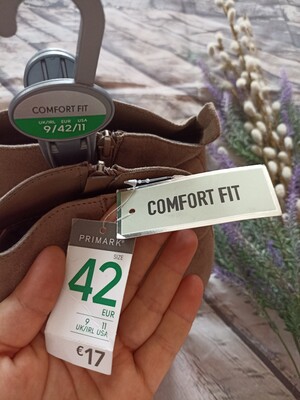 COMFORT FIT
UK/IRL EUR USA
9/42/11
COMFORT FIT
PRIMARK
SIZE
42
EUR
9 11
UK/IRL USA
€17